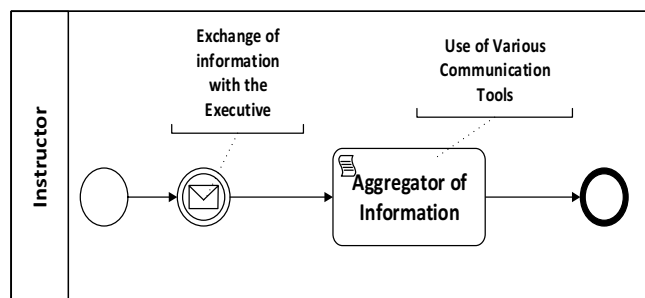 Instructor
Exchange of
information
with the
Executive
Use of Various
Communication
Tools
Aggregator of
Information